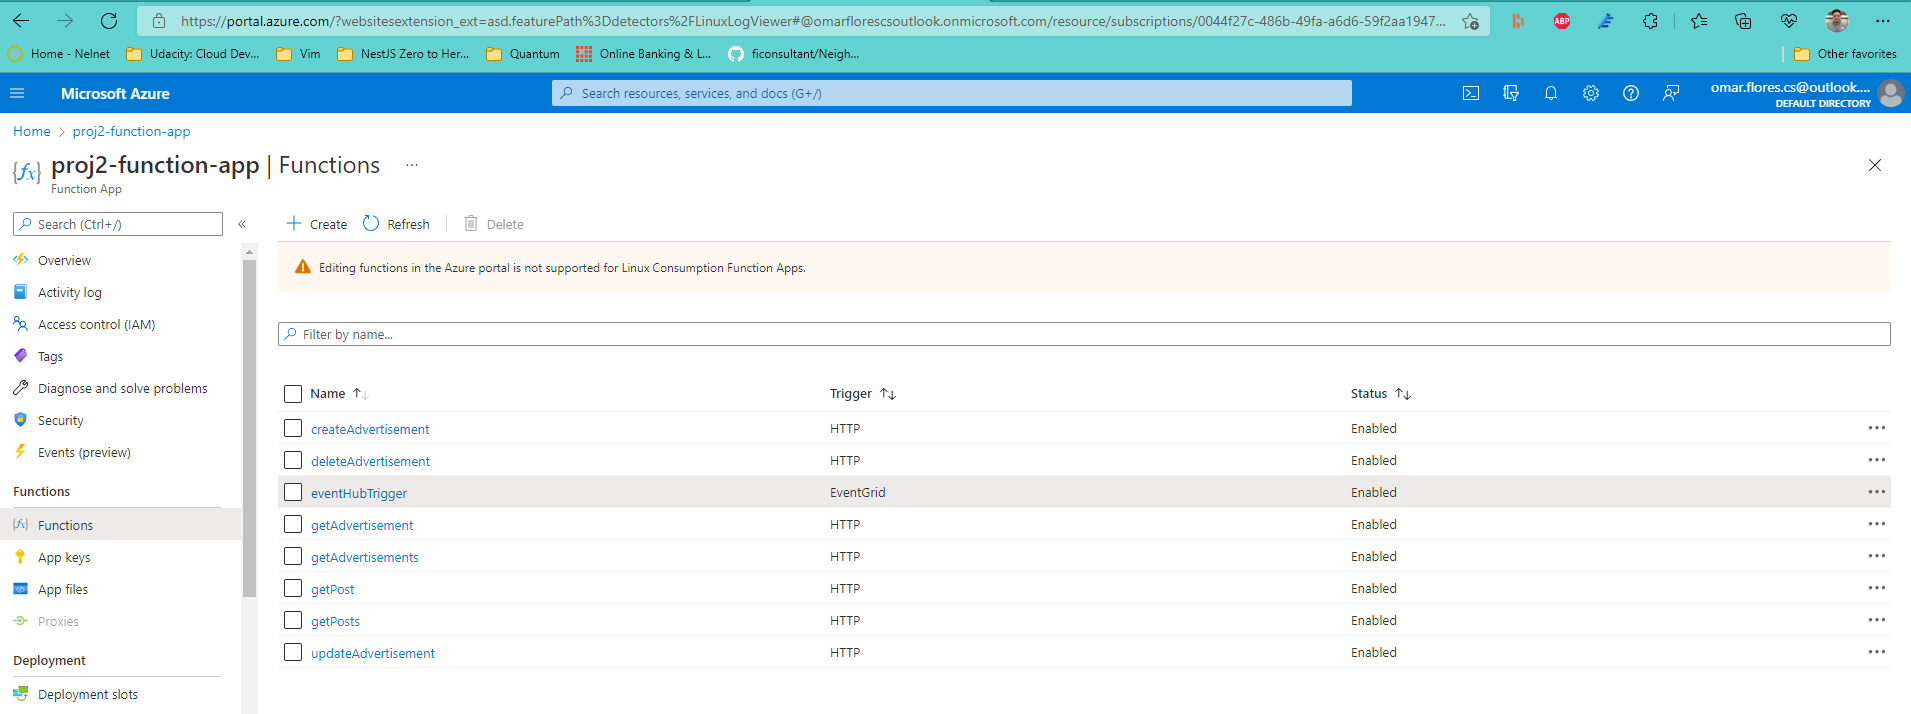 https://portal.azure.com/?websitesextension_ext=asd.featurePath%3Ddetectors%2FLinuxLogViewer#@omarflorescsoutlook.onmicrosoft.com/resource/subscriptions/0044f27c-486b-49fa-a6d6-59f2aa1947...
ABP
Home - Nelnet Udacity: Cloud Dev... Vim NestJS Zero to Her... Quantum Online Banking & L... ficonsultant/Neigh... Other favorites
Microsoft Azure
Search resources, services, and docs (G+/)
omar.flores.cs@outlook....
DEFAULT DIRECTORY
Home > proj2-function-app
proj2-function-app | Functions ...
Function App
Search (Ctrl+/)
«
Overview
Activity log
Access control (IAM)
Tags
Diagnose and solve problems
Security
Events (preview)
Functions
Functions
App keys
App files
Proxies
Deployment
Deployment slots
Create Refresh Delete
Editing functions in the Azure portal is not supported for Linux Consumption Function Apps.
Filter by name...
Name Trigger Status
createAdvertisement HTTP Enabled
deleteAdvertisement HTTP Enabled
eventHubTrigger EventGrid Enabled
getAdvertisement HTTP Enabled
getAdvertisements HTTP Enabled
getPost HTTP Enabled
getPosts HTTP Enabled
updateAdvertisement HTTP Enabled